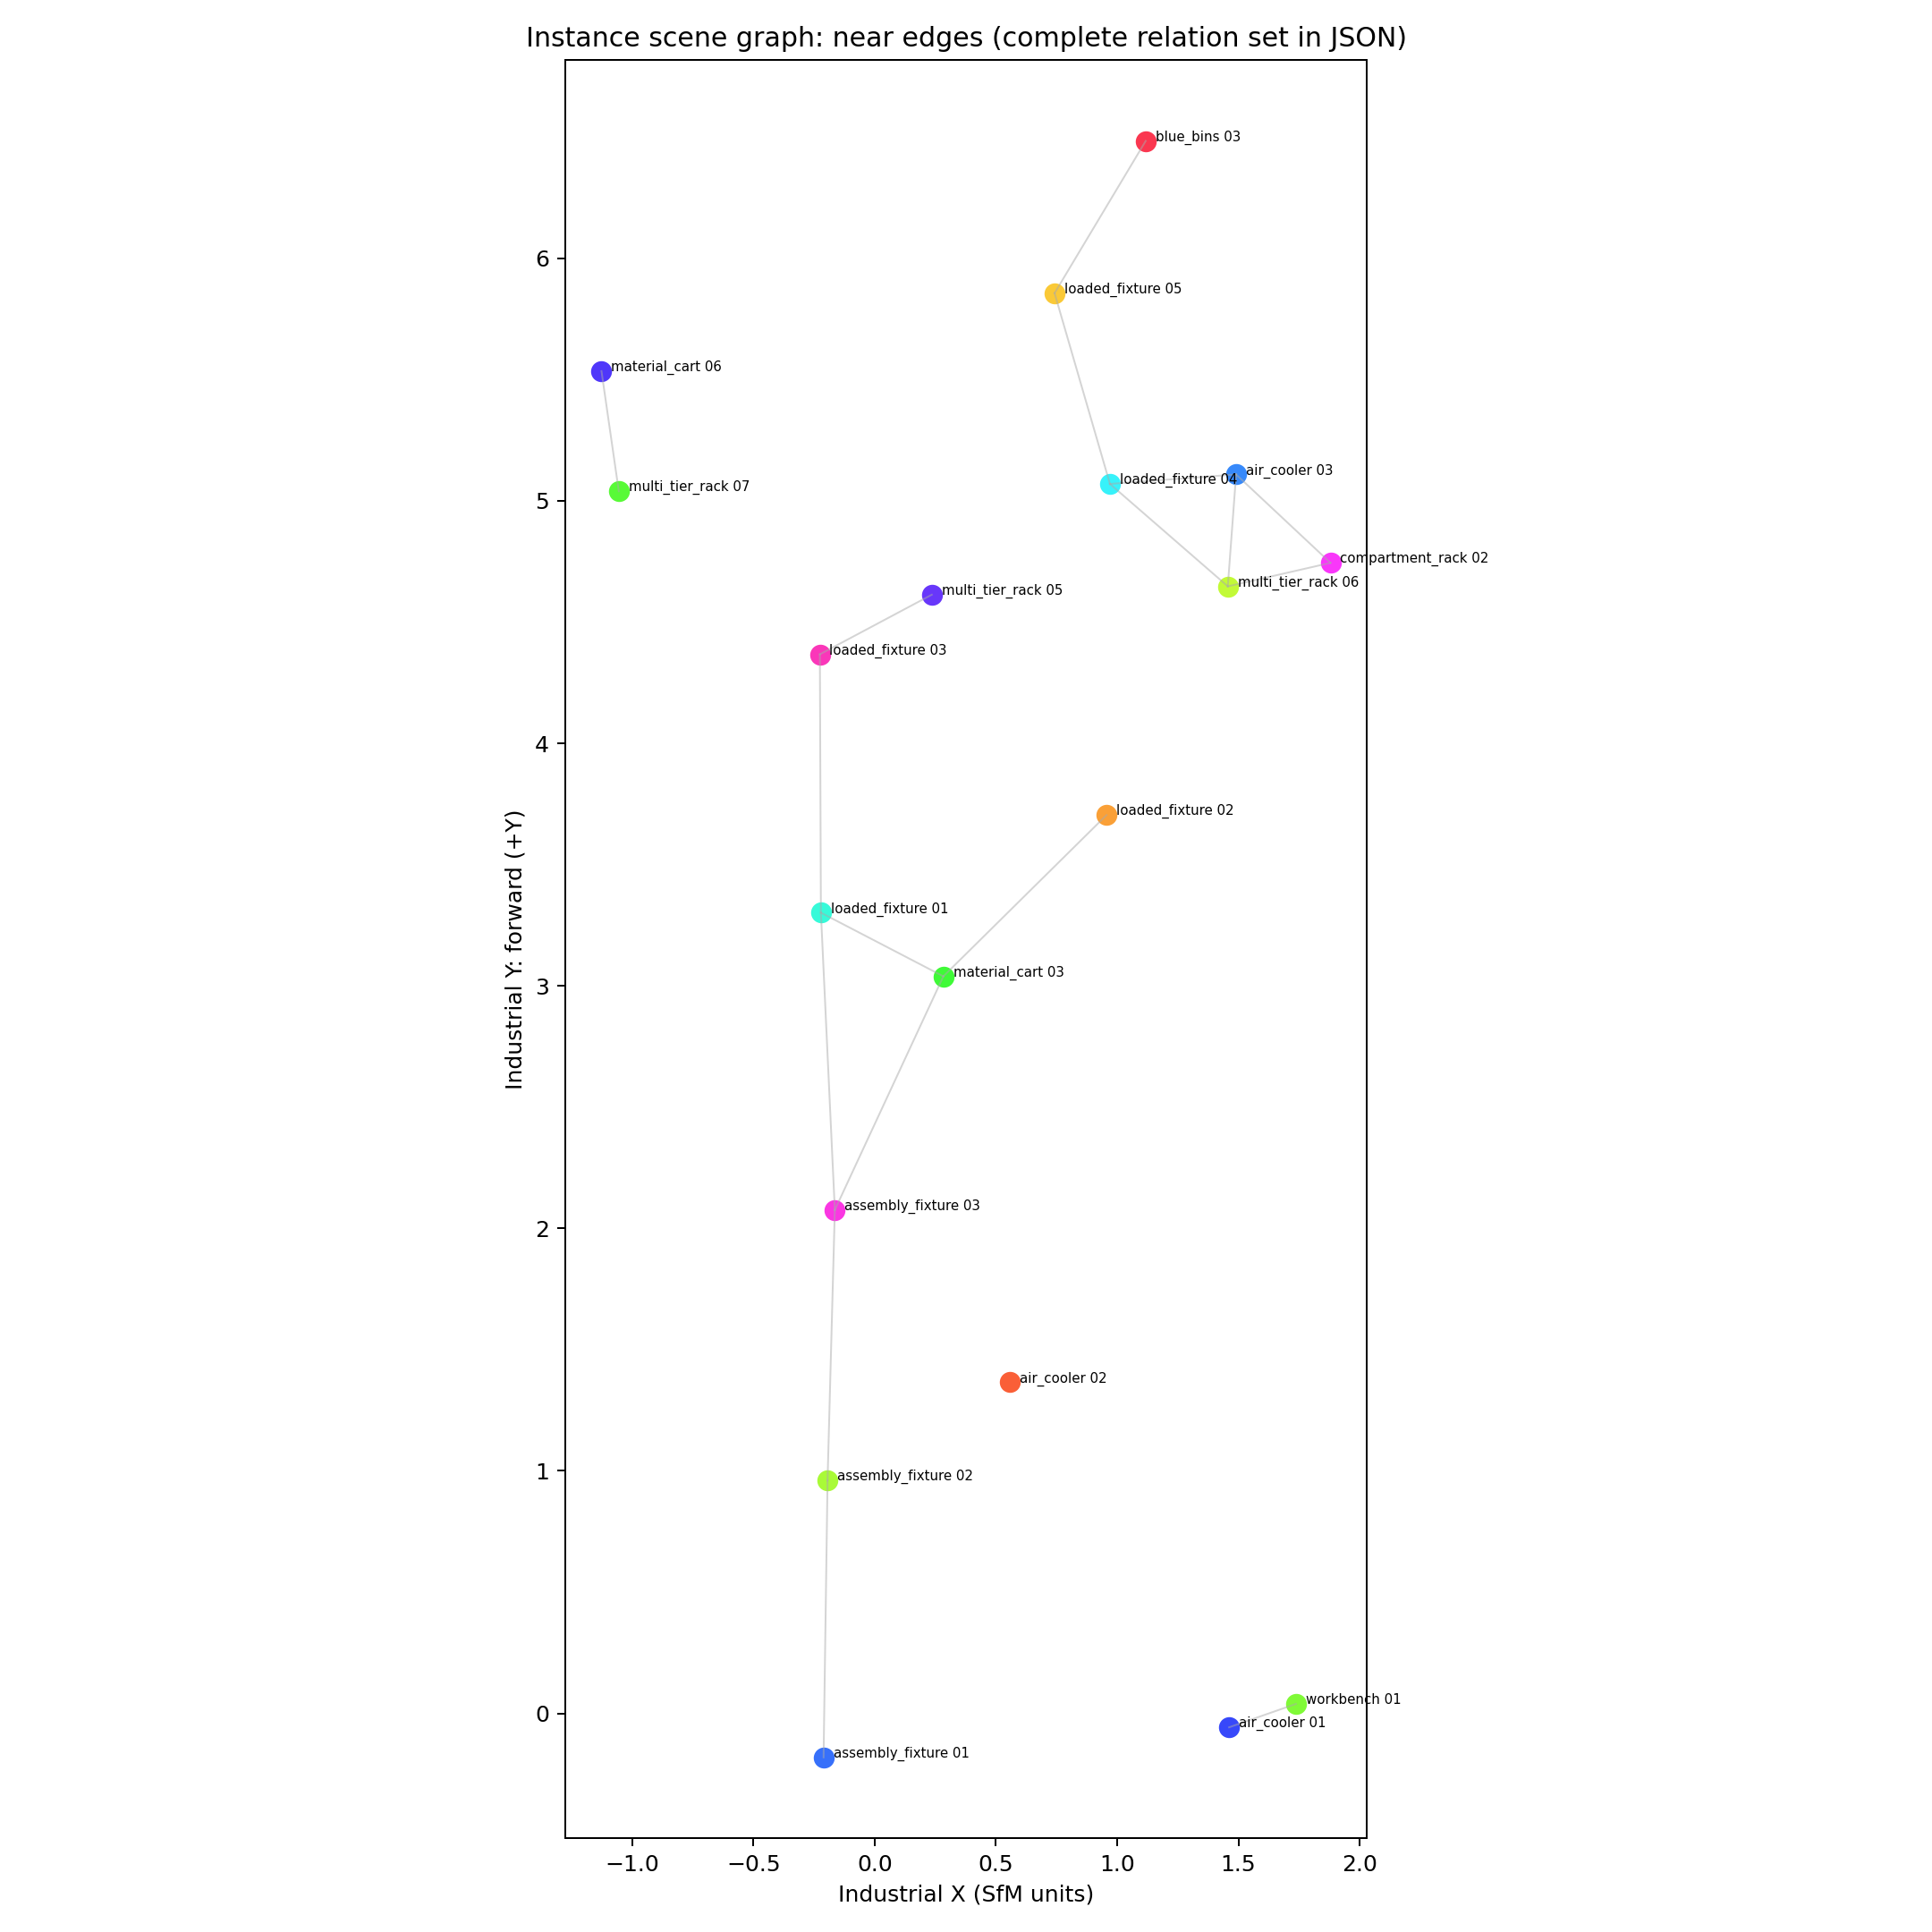 Instance scene graph: near edges (complete relation set in JSON)
blue_bins 03
6
loaded_fixture 05
material_cart 06
air_cooler 03
loaded_fixture 04
multi_tier_rack 07
5
compartment_rack 02
multi_tier_rack 06
multi_tier_rack 05
loaded_fixture 03
4
loaded_fixture 02
loaded_fixture 01
Industrial Y: forward (+Y)
3
material_cart 03
2
assembly_fixture 03
air_cooler 02
1
assembly_fixture 02
workbench 01
0
air_cooler 01
assembly_fixture 01
−1.0 −0.5 0.0 0.5 1.0 1.5 2.0
Industrial X (SfM units)